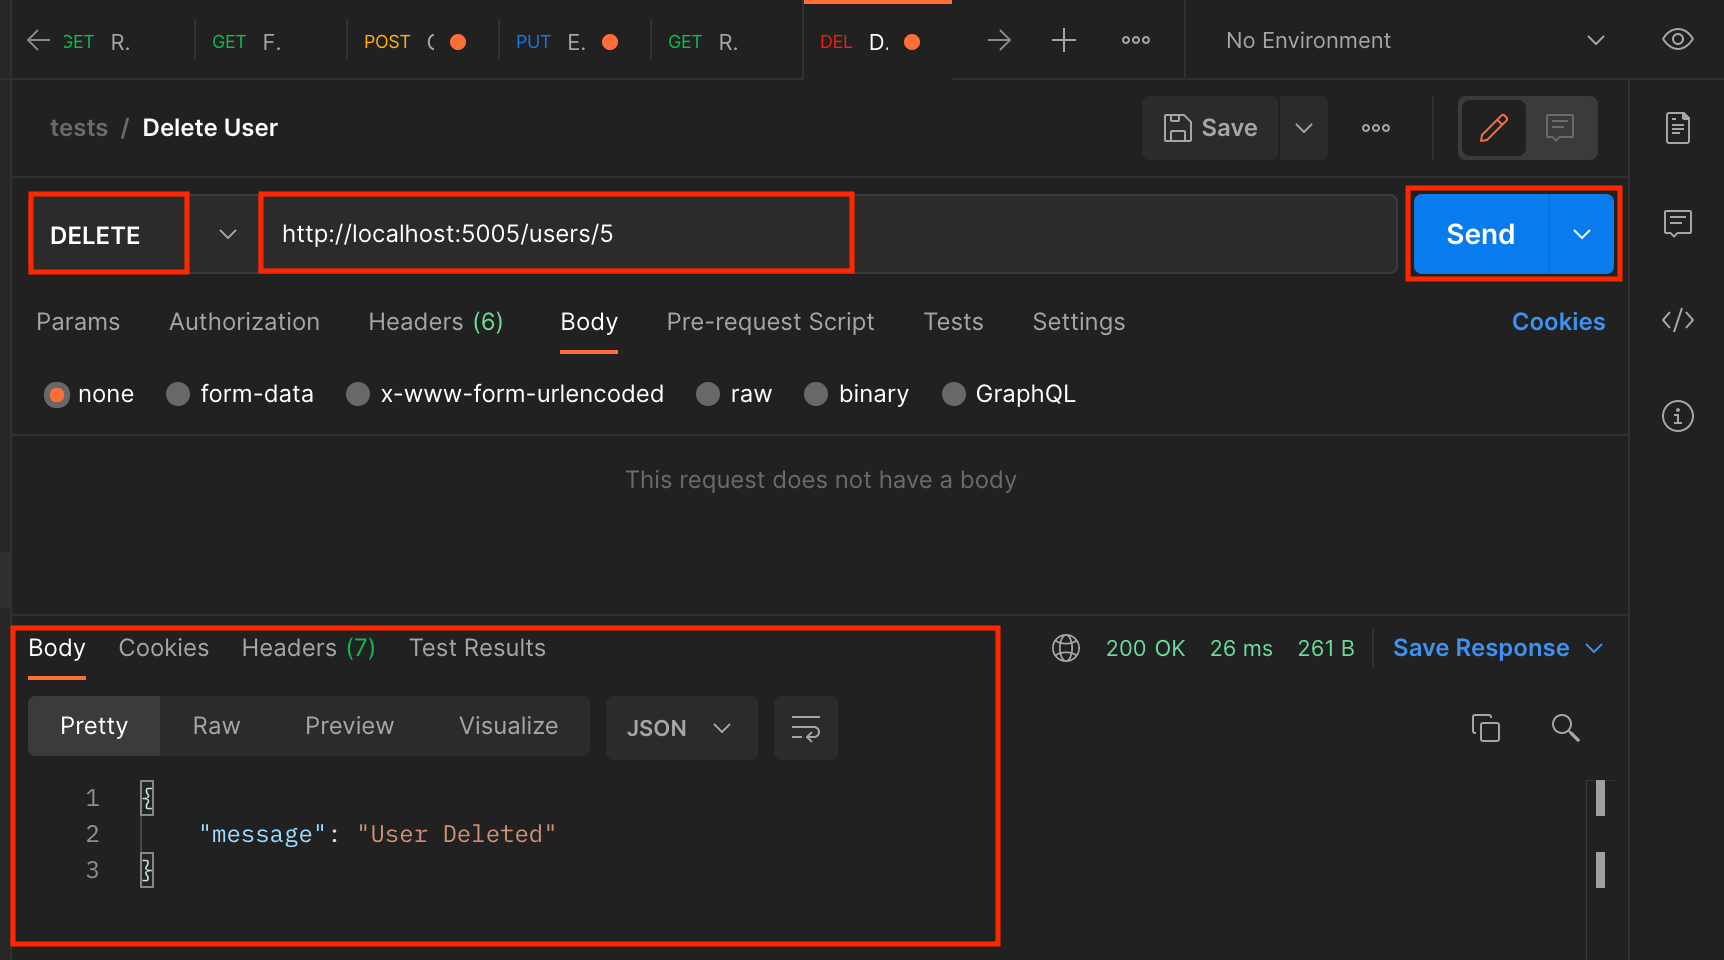 GET R. GET F. POST PUT E. GET R. DEL D. No Environment
tests / Delete User Save
DELETE http://localhost:5005/users/5 Send
Params Authorization Headers (6) Body Pre-request Script Tests Settings Cookies
none form-data x-www-form-urlencoded raw binary GraphQL
This request does not have a body
Body Cookies Headers (7) Test Results 200 OK 26 ms 261 B Save Response
Pretty Raw Preview Visualize JSON
1 {
2 "message": "User Deleted"
3 }